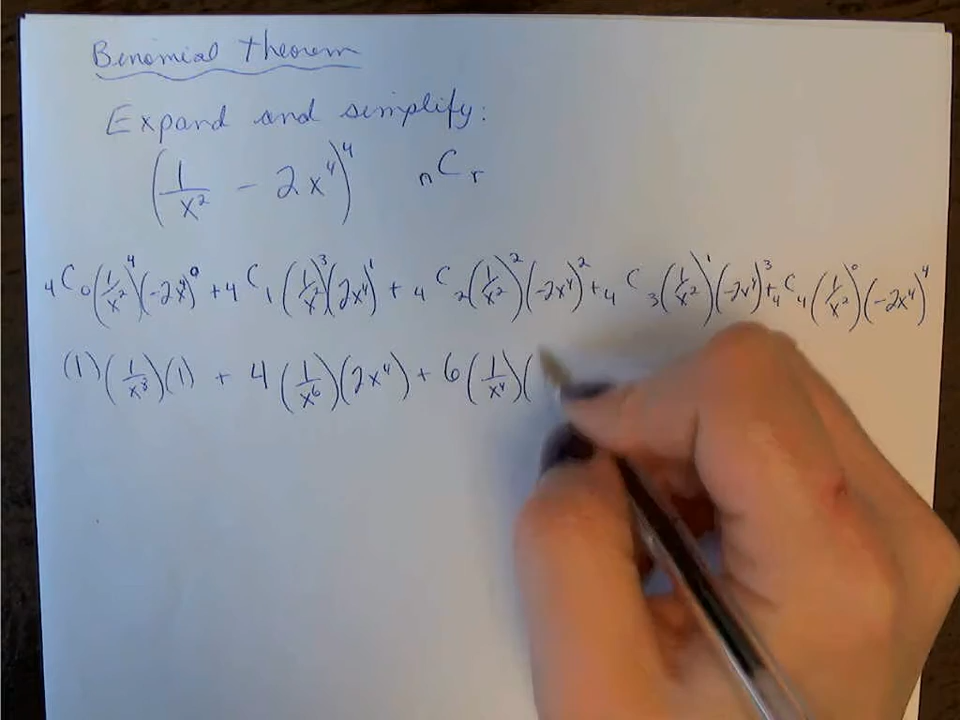 Binomial Theorem
Expand and simplify:
(1/x² - 2x⁴)⁴ nCr
₄C₀(1/x²)⁴(-2x⁴)⁰ + ₄C₁(1/x²)³(2x⁴)¹ + ₄C₂(1/x²)²(-2x⁴)² + ₄C₃(1/x²)¹(-2x⁴)³ + ₄C₄(1/x²)⁰(-2x⁴)⁴
(1)(1/x⁸)(1) + 4(1/x⁶)(2x⁴) + 6(1/x⁴)(